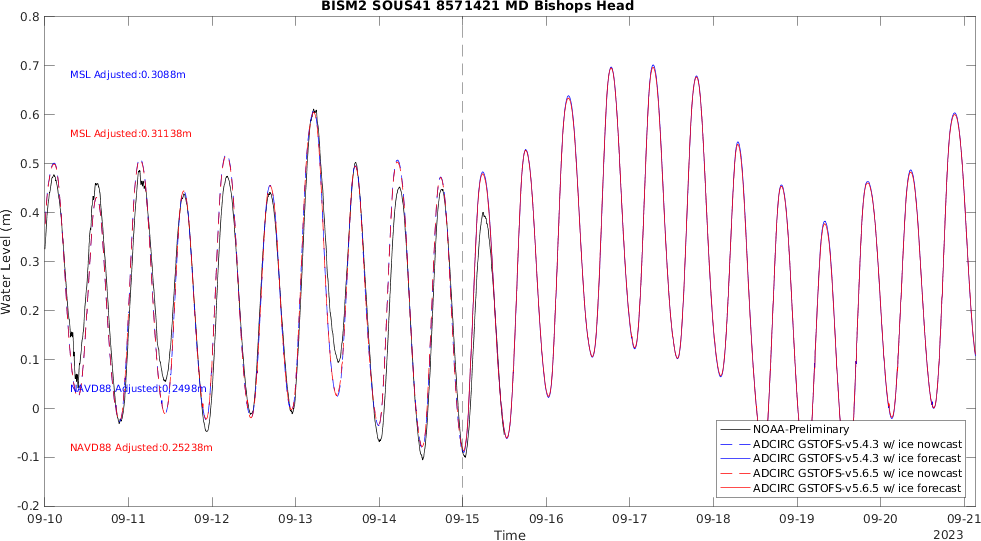 BISM2 SOUS41 8571421 MD Bishops Head
0.8
0.7
0.6
0.5
0.4
0.3
0.2
0.1
0
-0.1
-0.2
Water Level (m)
MSL Adjusted:0.3088m
MSL Adjusted:0.31138m
NAVD88 Adjusted:0.2498m
NAVD88 Adjusted:0.25238m
NOAA-Preliminary
ADCIRC GSTOFS-v5.4.3 w/ ice nowcast
ADCIRC GSTOFS-v5.4.3 w/ ice forecast
ADCIRC GSTOFS-v5.6.5 w/ ice nowcast
ADCIRC GSTOFS-v5.6.5 w/ ice forecast
09-10 09-11 09-12 09-13 09-14 09-15 09-16 09-17 09-18 09-19 09-20 09-21
2023
Time